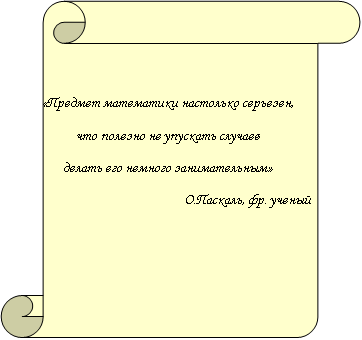 «Предмет математики настолько серьезен,
что полезно не упускать случаев
делать его немного занимательным»
О.Паскаль, фр. ученый